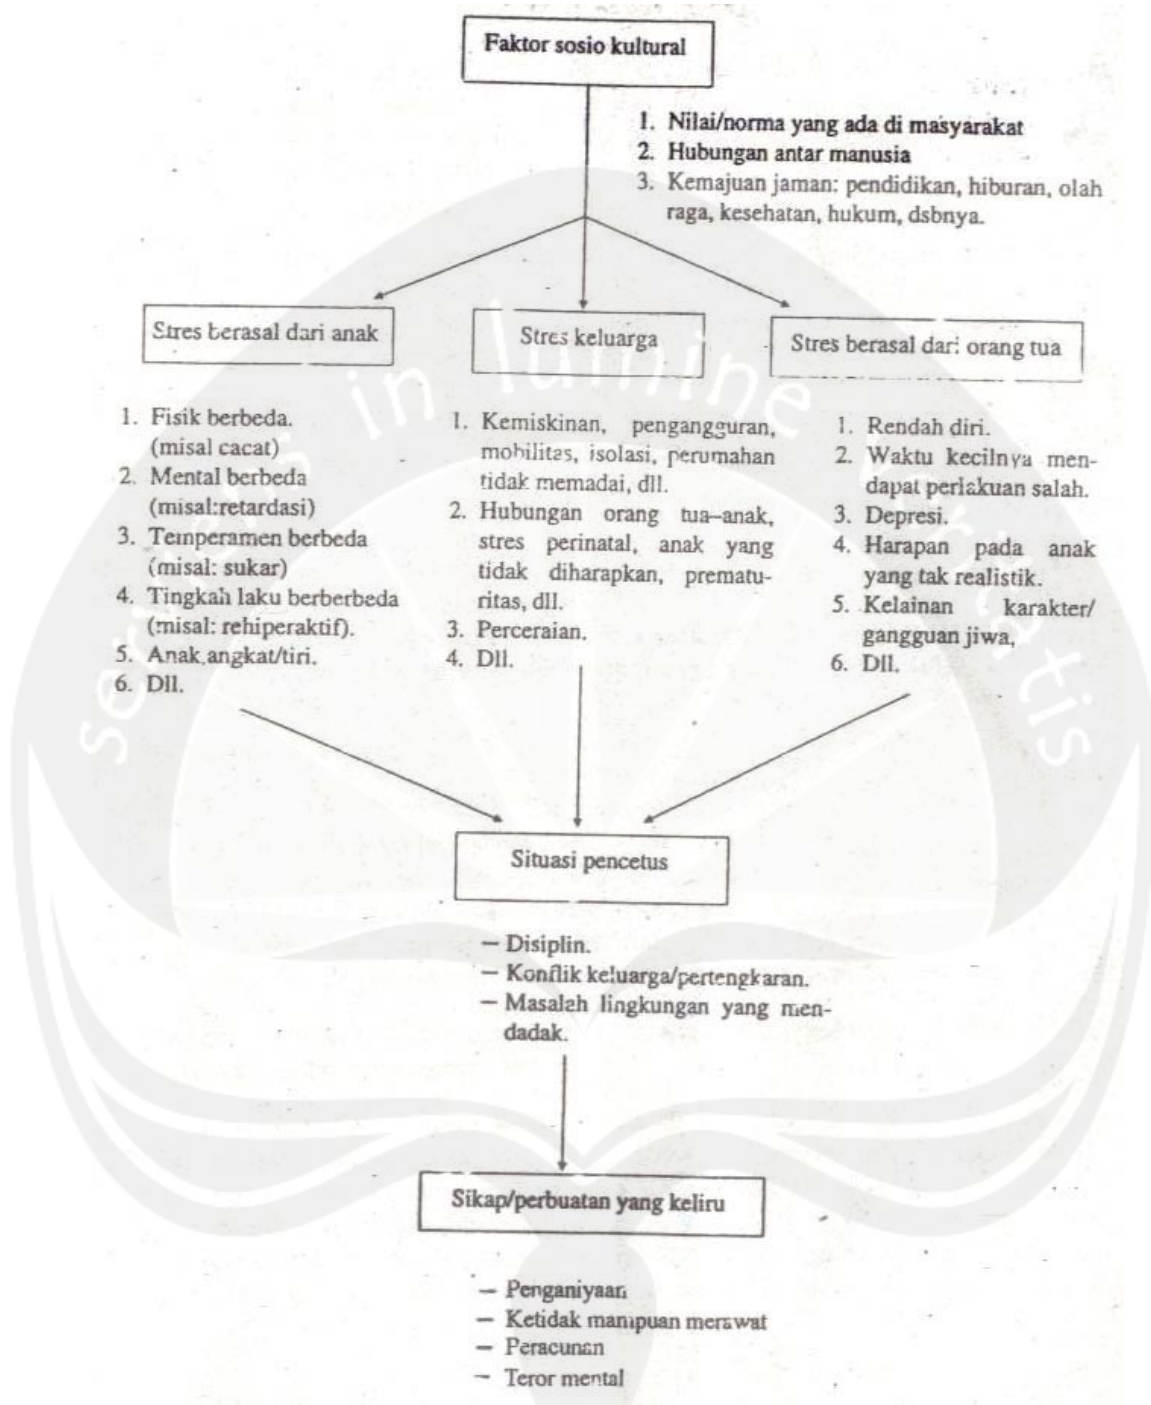 Faktor sosio kultural
1. Nilai/norma yang ada di masyarakat
2. Hubungan antar manusia
3. Kemajuan jaman: pendidikan, hiburan, olah
raga, kesehatan, hukum, dsbnya.
Stres berasal dari anak
Stres keluarga
Stres berasal dari orang tua
1. Fisik berbeda.
(misal cacat)
2. Mental berbeda
(misal:retardasi)
3. Temperamen berbeda
(misal: sukar)
4. Tingkah laku berberbeda
(misal: rehiperaktif).
5. Anak angkat/tiri.
6. Dll.
1. Kemiskinan, pengangguran,
mobilitas, isolasi, perumahan
tidak memadai, dll.
2. Hubungan orang tua–anak,
stres perinatal, anak yang
tidak diharapkan, prematu-
ritas, dll.
3. Perceraian.
4. Dll.
1. Rendah diri.
2. Waktu kecilnya men-
dapat perlakuan salah.
3. Depresi.
4. Harapan pada anak
yang tak realistik.
5. Kelainan karakter/
gangguan jiwa,
6. Dll.
Situasi pencetus
– Disiplin.
– Konflik keluarga/pertengkaran.
– Masalah lingkungan yang men-
dadak.
Sikap/perbuatan yang keliru
– Penganiyaan
– Ketidak mampuan merawat
– Peracunan
– Teror mental
serviens in lumine veritatis